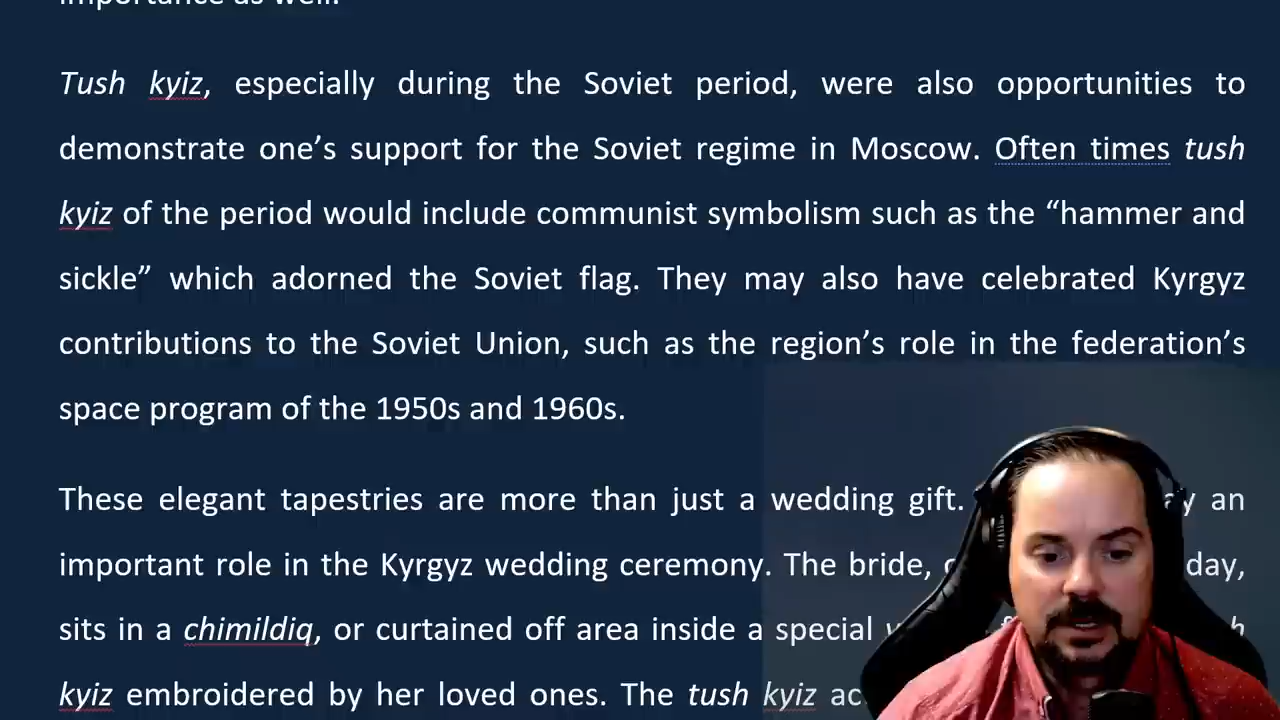 Tush kyiz, especially during the Soviet period, were also opportunities to
demonstrate one’s support for the Soviet regime in Moscow. Often times tush
kyiz of the period would include communist symbolism such as the “hammer and
sickle” which adorned the Soviet flag. They may also have celebrated Kyrgyz
contributions to the Soviet Union, such as the region’s role in the federation’s
space program of the 1950s and 1960s.
These elegant tapestries are more than just a wedding gift. an
important role in the Kyrgyz wedding ceremony. The bride, day,
sits in a chimildiq, or curtained off area inside a special
kyiz embroidered by her loved ones. The tush kyiz